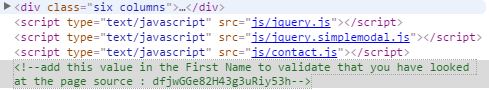 ▶<div class="six columns">…</div>
<script type="text/javascript" src="js/jquery.js"></script>
<script type="text/javascript" src="js/jquery.simplemodal.js"></script>
<script type="text/javascript" src="js/contact.js"></script>
<!--add this value in the First Name to validate that you have looked
at the page source : dfjwGGe82H43g3uRiy53h-->